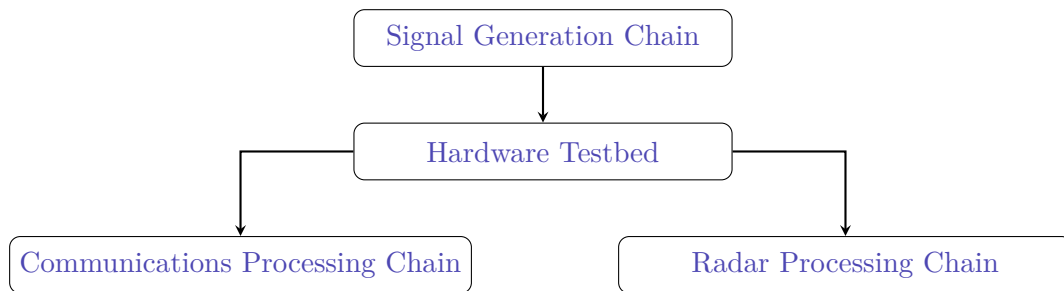 Signal Generation Chain
Hardware Testbed
Communications Processing Chain
Radar Processing Chain